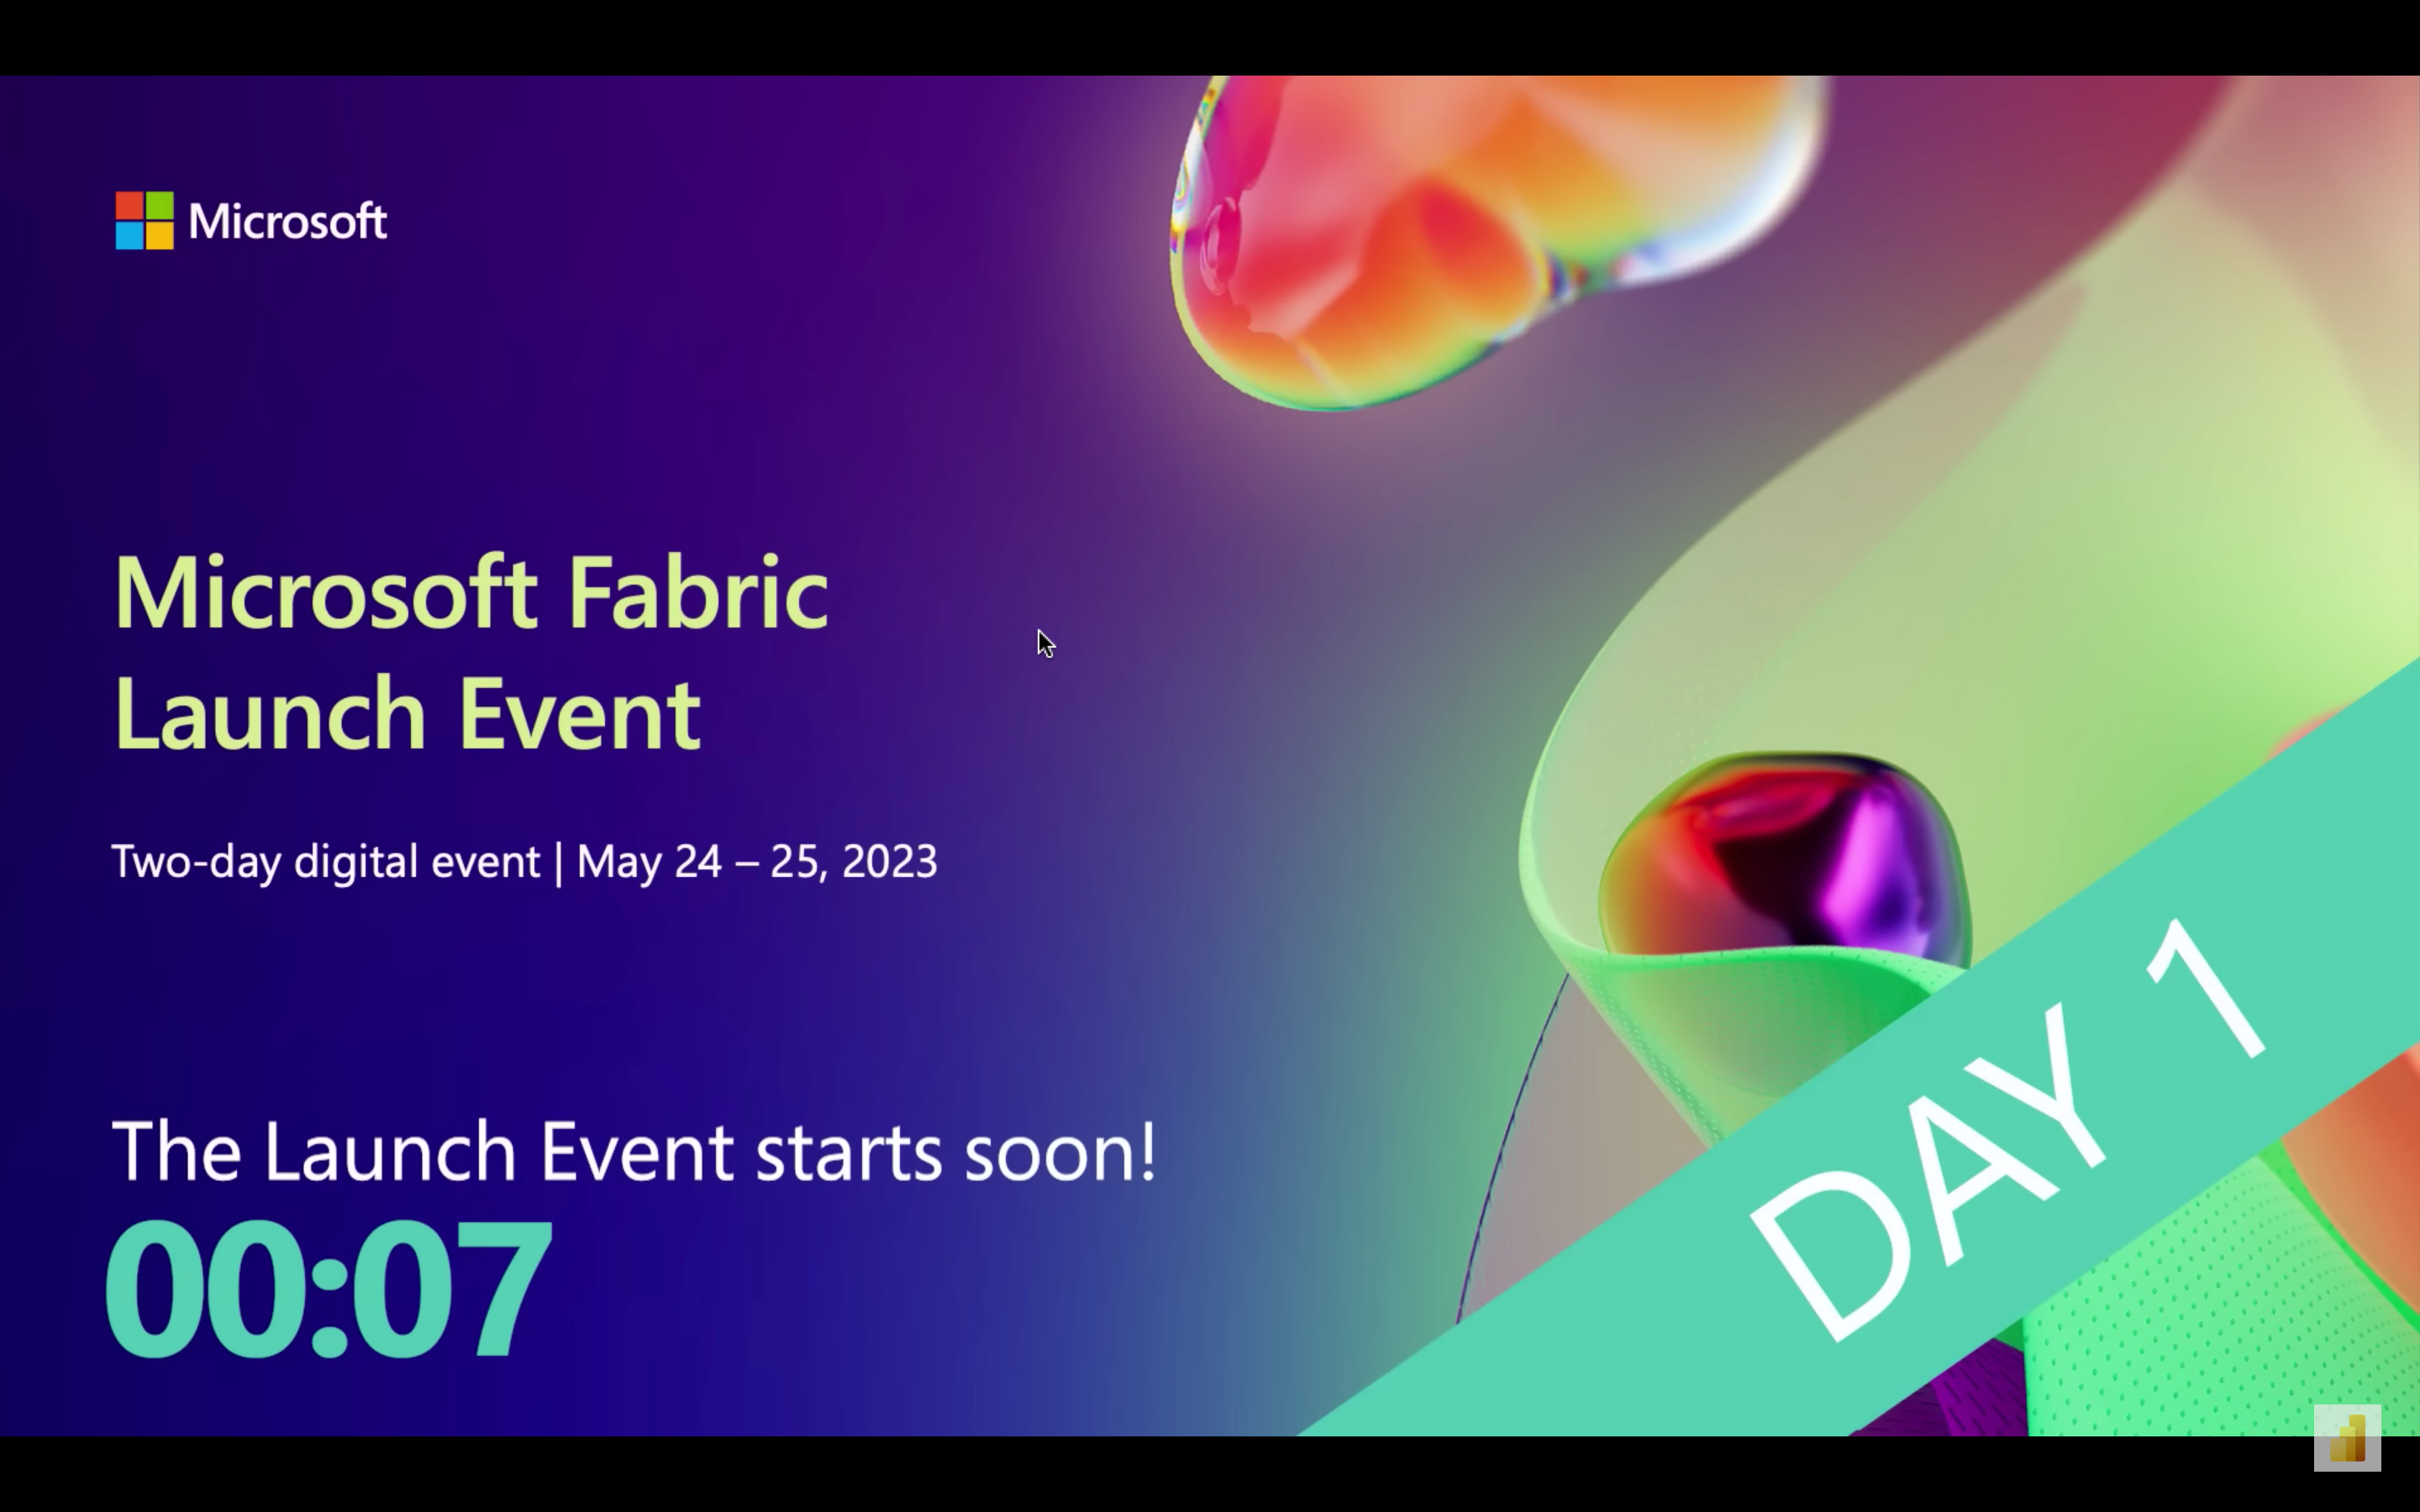 Microsoft
Microsoft Fabric
Launch Event
Two-day digital event | May 24 – 25, 2023
The Launch Event starts soon!
00:07
DAY 1